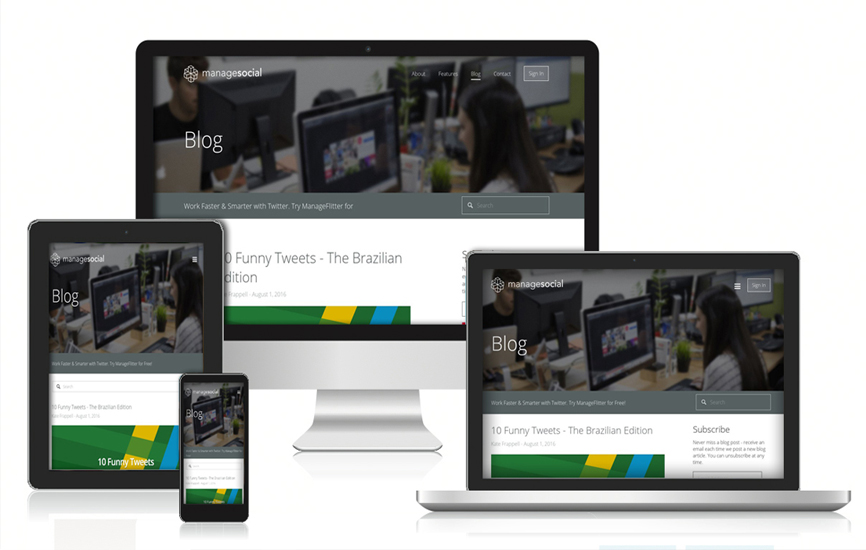 managesocial
About Features Blog Contact Sign In
Blog
Work Faster & Smarter with Twitter. Try ManageFlitter for
Search
10 Funny Tweets - The Brazilian
Edition
Frappell - August 1, 2016
managesocial
Blog
Work Faster & Smarter with Twitter. Try ManageFlitter for Free!
Search
10 Funny Tweets - The Brazilian Edition
Kate Frappell - August 1, 2016
10 Funny Tweets
managesocial
Blog
Search
10 Funny Tweets - The Brazilian Edition
managesocial
Sign In
Blog
Work Faster & Smarter with Twitter. Try ManageFlitter for Free!
Search
10 Funny Tweets - The Brazilian Edition
Kate Frappell - August 1, 2016
Subscribe
Never miss a blog post - receive an
email each time we post a new blog
article. You can unsubscribe at any
time.